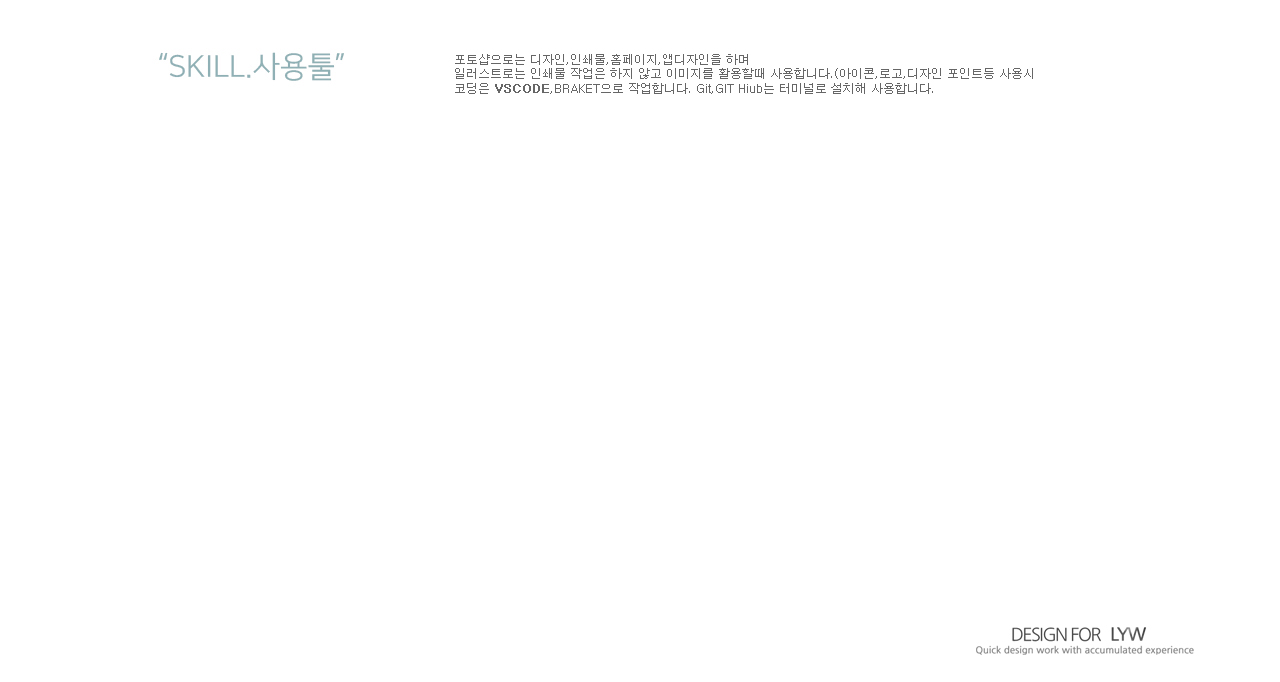 “SKILL.사용툴”
포토샵으로는 디자인,인쇄물,홈페이지,앱디자인을 하며
일러스트로는 인쇄물 작업은 하지 않고 이미지를 활용할때 사용합니다.(아이콘,로고,디자인 포인트등 사용시
코딩은 VSCODE,BRAKET으로 작업합니다. Git,GIT Hiub는 터미널로 설치해 사용합니다.
DESIGN FOR LYW
Quick design work with accumulated experience